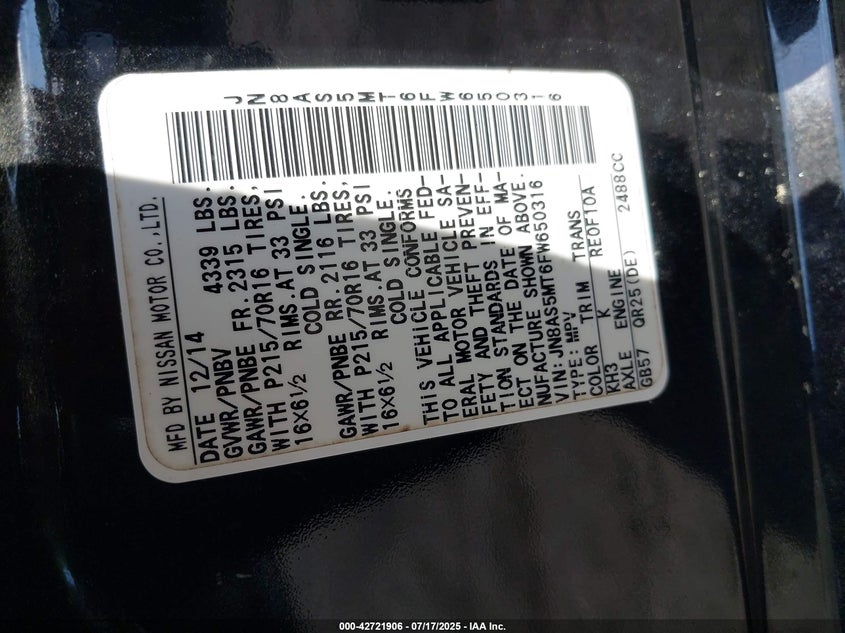 JN8AS5MT6FW650316
MFD BY NISSAN MOTOR CO.,LTD.
DATE 12/14
GVWR/PNBV 4339 LBS.
GAWR/PNBE FR.2315 LBS.
WITH P215/70R16 TIRES,
16X6½ RIMS.AT 33 PSI
COLD SINGLE.
GAWR/PNBE RR.2116 LBS.
WITH P215/70R16 TIRES,
16X6½ RIMS.AT 33 PSI
COLD SINGLE.
THIS VEHICLE CONFORMS
TO ALL APPLICABLE FED-
ERAL MOTOR VEHICLE SA-
FETY AND THEFT PREVEN-
TION STANDARDS IN EFF-
ECT ON THE DATE OF MA-
NUFACTURE SHOWN ABOVE.
VIN:JN8AS5MT6FW650316
TYPE:MPV
COLOR TRIM TRANS
KH3 K RE0F10A
AXLE ENGINE
GB57 QR25(DE) 2488CC
000-42721906 - 07/17/2025 - IAA Inc.